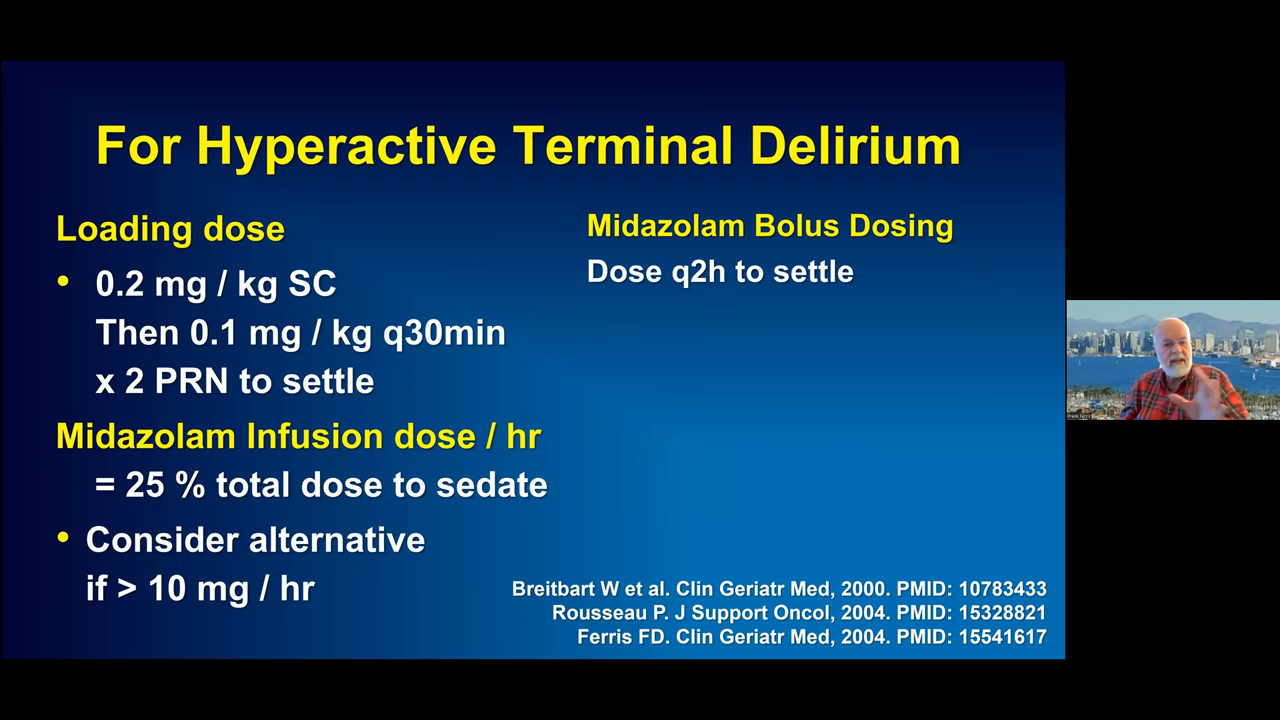 For Hyperactive Terminal Delirium
Loading dose
• 0.2 mg / kg SC
Then 0.1 mg / kg q30min
x 2 PRN to settle
Midazolam Infusion dose / hr
= 25 % total dose to sedate
• Consider alternative
if > 10 mg / hr
Midazolam Bolus Dosing
Dose q2h to settle
Breitbart W et al. Clin Geriatr Med, 2000. PMID: 10783433
Rousseau P. J Support Oncol, 2004. PMID: 15328821
Ferris FD. Clin Geriatr Med, 2004. PMID: 15541617
Frank Ferris